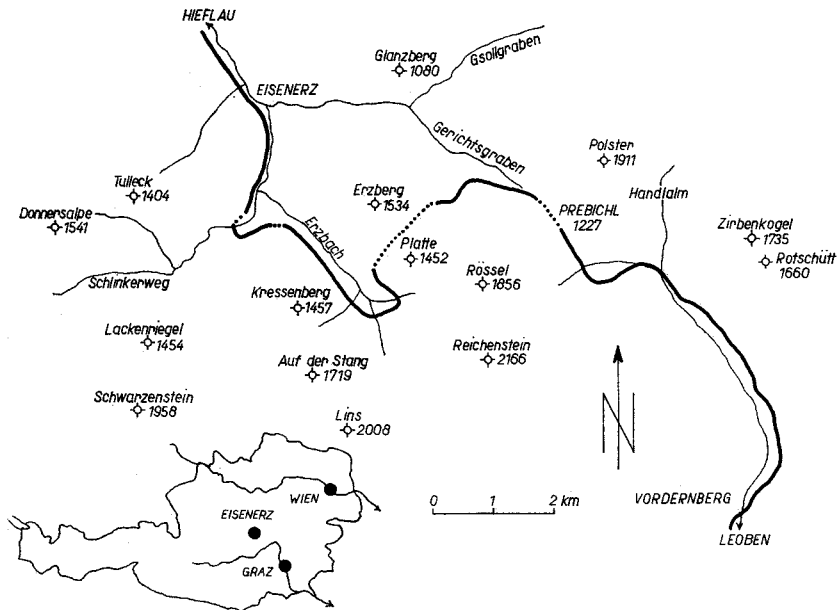 HIEFLAU
Glanzberg
1080
Gsollgraben
EISENERZ
Gerichtsgraben
Polster
1911
Tulleck
1404
Erzberg
1534
Handlalm
Donnersalpe
1541
PREBICHL
1227
Zirbenkogel
1735
Erzbach
Platte
1452
Rotschütt
1660
Schlinkerweg
Rössel
1856
Kressenberg
1457
Lackenriegel
1454
Auf der Stang
1719
Reichenstein
2166
Schwarzenstein
1958
Lins
2008
N
WIEN
0 1 2 km
VORDERNBERG
EISENERZ
LEOBEN
GRAZ